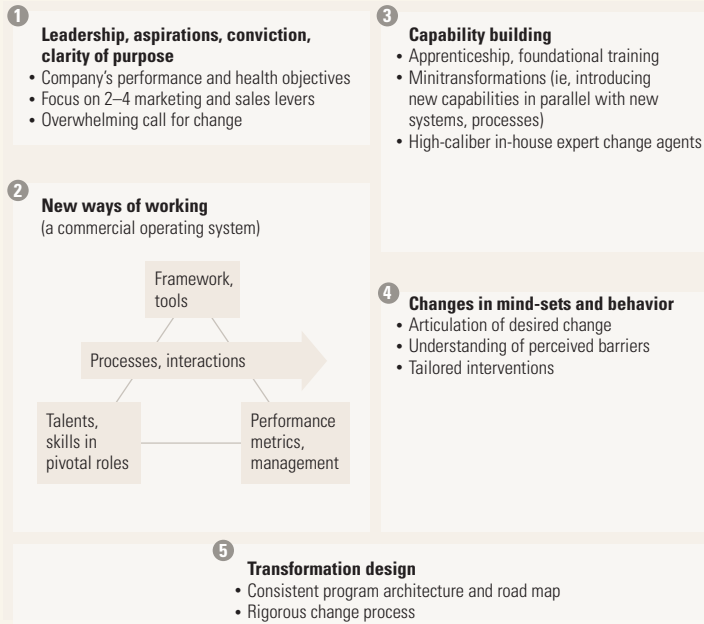 1
Leadership, aspirations, conviction,
clarity of purpose
• Company's performance and health objectives
• Focus on 2–4 marketing and sales levers
• Overwhelming call for change
2
New ways of working
(a commercial operating system)
Framework,
tools
Processes, interactions
Talents,
skills in
pivotal roles
Performance
metrics,
management
3
Capability building
• Apprenticeship, foundational training
• Minitransformations (ie, introducing
new capabilities in parallel with new
systems, processes)
• High-caliber in-house expert change agents
4
Changes in mind-sets and behavior
• Articulation of desired change
• Understanding of perceived barriers
• Tailored interventions
5
Transformation design
• Consistent program architecture and road map
• Rigorous change process